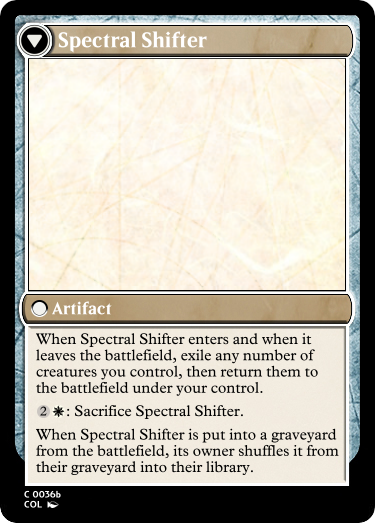 Spectral Shifter
Artifact
When Spectral Shifter enters and when it
leaves the battlefield, exile any number of
creatures you control, then return them to
the battlefield under your control.
2: Sacrifice Spectral Shifter.
When Spectral Shifter is put into a graveyard
from the battlefield, its owner shuffles it from
their graveyard into their library.
C 0036b
COL